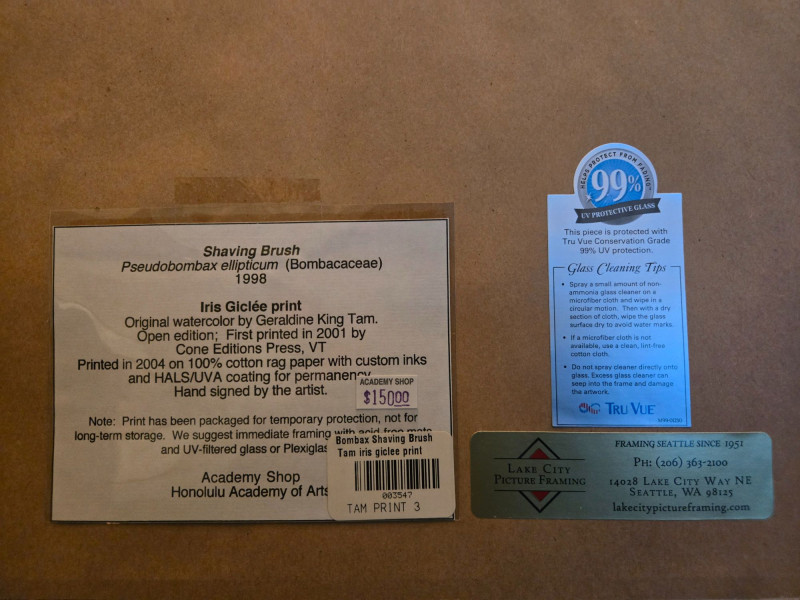 Shaving Brush
Pseudobombax ellipticum (Bombacaceae)
1998
Iris Giclée print
Original watercolor by Geraldine King Tam.
Open edition; First printed in 2001 by
Cone Editions Press, VT
Printed in 2004 on 100% cotton rag paper with custom inks
and HALS/UVA coating for permanency.
Hand signed by the artist.
ACADEMY SHOP
$150.00
Note: Print has been packaged for temporary protection, not for
long-term storage. We suggest immediate framing with acid-free mats
and UV-filtered glass or Plexiglas
Academy Shop
Honolulu Academy of Arts
Bombax Shaving Brush
Tam iris giclee print
003547
TAM PRINT 3
HELPS PROTECT FROM FADING
99%
UV PROTECTIVE GLASS
This piece is protected with
Tru Vue Conservation Grade
99% UV protection.
Glass Cleaning Tips
• Spray a small amount of non-
ammonia glass cleaner on a
microfiber cloth and wipe in a
circular motion. Then with a dry
section of cloth, wipe the glass
surface dry to avoid water marks.
• If a microfiber cloth is not
available, use a clean, lint-free
cotton cloth.
• Do not spray cleaner directly onto
glass. Excess glass cleaner can
seep into the frame and damage
the artwork.
TRU VUE
LAKE CITY
PICTURE FRAMING
FRAMING SEATTLE SINCE 1951
PH: (206) 363-2100
14028 LAKE CITY WAY NE
SEATTLE, WA 98125
lakecitypictureframing.com